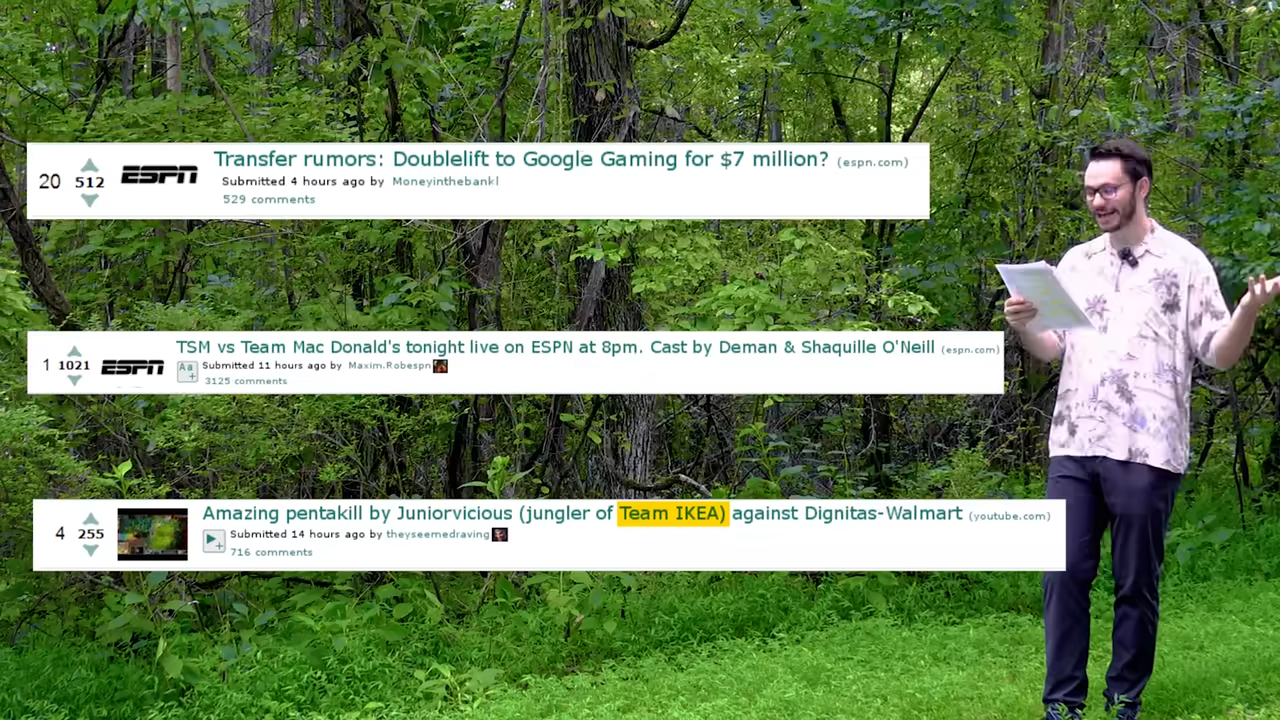 Transfer rumors: Doublelift to Google Gaming for $7 million? (espn.com)
20 512 ESPN Submitted 4 hours ago by Moneyinthebankl
529 comments
TSM vs Team Mac Donald's tonight live on ESPN at 8pm. Cast by Deman & Shaquille O'Neill (espn.com)
1 1021 ESPN Aa+ Submitted 11 hours ago by Maxim.Robespn
3125 comments
Amazing pentakill by Juniorvicious (jungler of Team IKEA) against Dignitas-Walmart (youtube.com)
4 255 Submitted 14 hours ago by theyseemedraving
716 comments